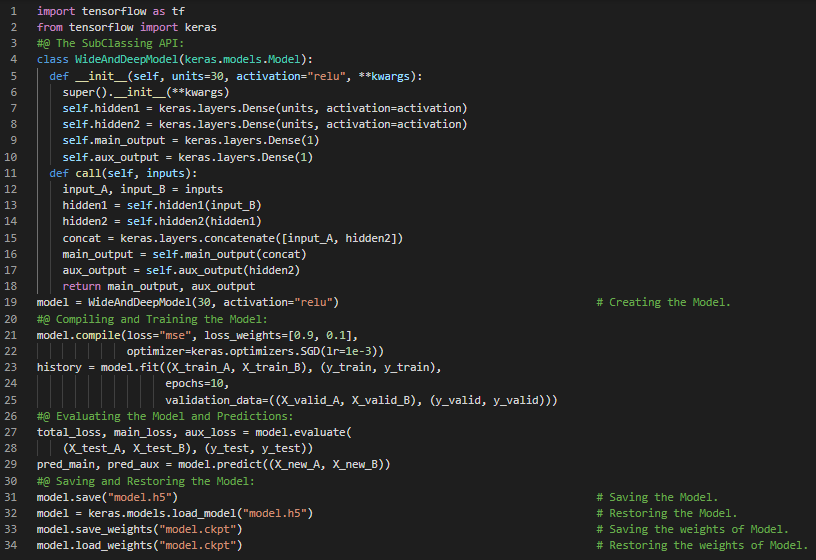 1 import tensorflow as tf
2 from tensorflow import keras
3 #@ The SubClassing API:
4 class WideAndDeepModel(keras.models.Model):
5 def __init__(self, units=30, activation="relu", **kwargs):
6 super().__init__(**kwargs)
7 self.hidden1 = keras.layers.Dense(units, activation=activation)
8 self.hidden2 = keras.layers.Dense(units, activation=activation)
9 self.main_output = keras.layers.Dense(1)
10 self.aux_output = keras.layers.Dense(1)
11 def call(self, inputs):
12 input_A, input_B = inputs
13 hidden1 = self.hidden1(input_B)
14 hidden2 = self.hidden2(hidden1)
15 concat = keras.layers.concatenate([input_A, hidden2])
16 main_output = self.main_output(concat)
17 aux_output = self.aux_output(hidden2)
18 return main_output, aux_output
19 model = WideAndDeepModel(30, activation="relu") # Creating the Model.
20 #@ Compiling and Training the Model:
21 model.compile(loss="mse", loss_weights=[0.9, 0.1],
22 optimizer=keras.optimizers.SGD(lr=1e-3))
23 history = model.fit((X_train_A, X_train_B), (y_train, y_train),
24 epochs=10,
25 validation_data=((X_valid_A, X_valid_B), (y_valid, y_valid)))
26 #@ Evaluating the Model and Predictions:
27 total_loss, main_loss, aux_loss = model.evaluate(
28 (X_test_A, X_test_B), (y_test, y_test))
29 pred_main, pred_aux = model.predict((X_new_A, X_new_B))
30 #@ Saving and Restoring the Model:
31 model.save("model.h5") # Saving the Model.
32 model = keras.models.load_model("model.h5") # Restoring the Model.
33 model.save_weights("model.ckpt") # Saving the weights of Model.
34 model.load_weights("model.ckpt") # Restoring the weights of Model.